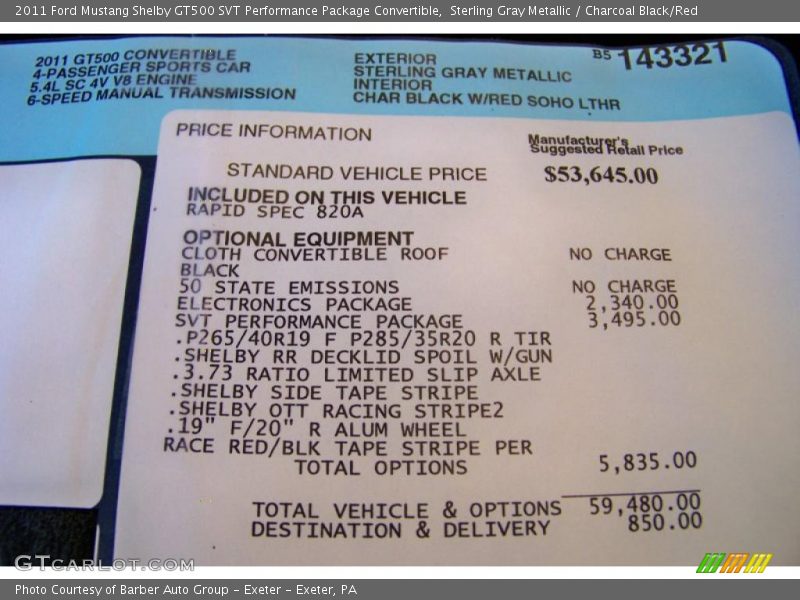 2011 Ford Mustang Shelby GT500 SVT Performance Package Convertible, Sterling Gray Metallic / Charcoal Black/Red
2011 GT500 CONVERTIBLE
4-PASSENGER SPORTS CAR
5.4L SC 4V V8 ENGINE
6-SPEED MANUAL TRANSMISSION
EXTERIOR
STERLING GRAY METALLIC
INTERIOR
CHAR BLACK W/RED SOHO LTHR
B5 143321
PRICE INFORMATION
Manufacturer's
Suggested Retail Price
STANDARD VEHICLE PRICE $53,645.00
INCLUDED ON THIS VEHICLE
RAPID SPEC 820A
OPTIONAL EQUIPMENT
CLOTH CONVERTIBLE ROOF NO CHARGE
BLACK
50 STATE EMISSIONS NO CHARGE
ELECTRONICS PACKAGE 2,340.00
SVT PERFORMANCE PACKAGE 3,495.00
.P265/40R19 F P285/35R20 R TIR
.SHELBY RR DECKLID SPOIL W/GUN
.3.73 RATIO LIMITED SLIP AXLE
.SHELBY SIDE TAPE STRIPE
.SHELBY OTT RACING STRIPE2
.19" F/20" R ALUM WHEEL
RACE RED/BLK TAPE STRIPE PER
TOTAL OPTIONS 5,835.00
TOTAL VEHICLE & OPTIONS 59,480.00
DESTINATION & DELIVERY 850.00
GTCARLOT.COM
Photo Courtesy of Barber Auto Group - Exeter - Exeter, PA